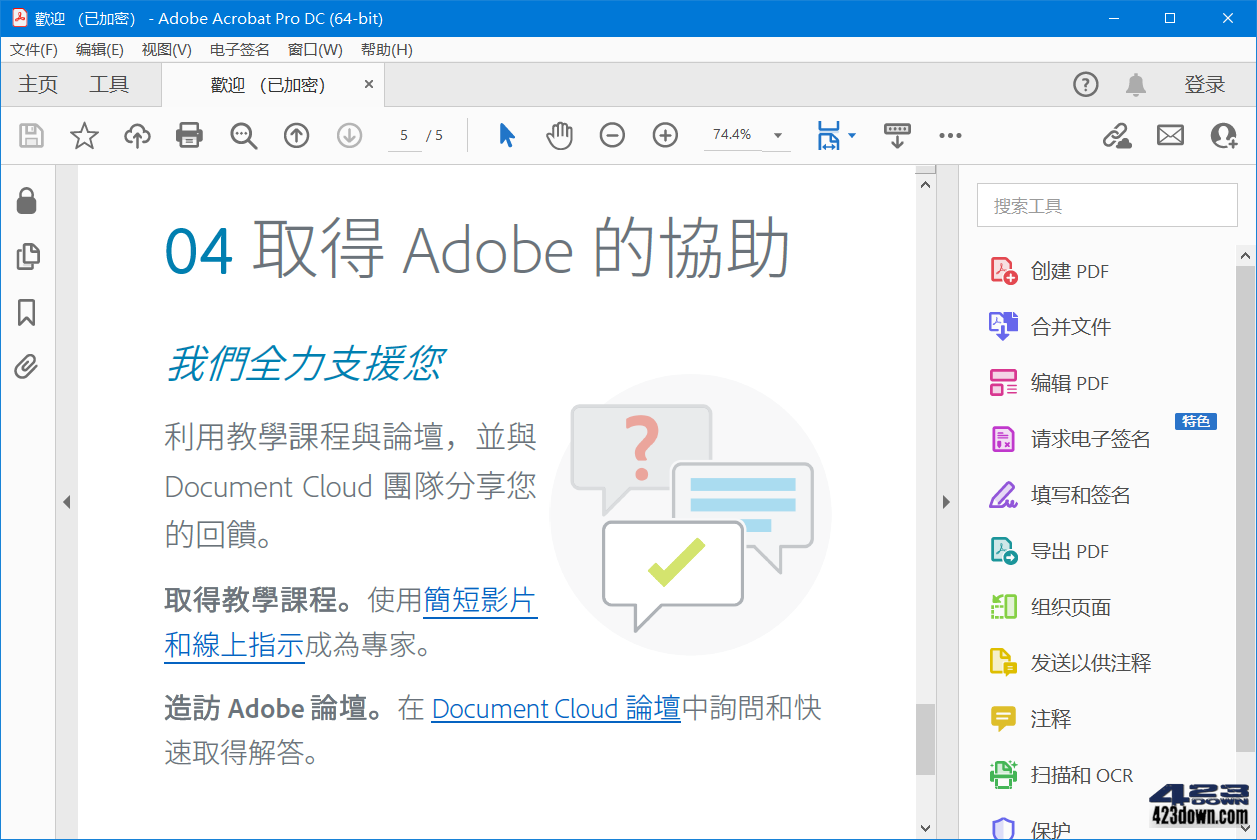 歡迎 (已加密) - Adobe Acrobat Pro DC (64-bit)
文件(F) 编辑(E) 视图(V) 电子签名 窗口(W) 帮助(H)
主页 工具 歡迎 (已加密) × 登录
5 / 5 74.4%
04 取得 Adobe 的協助
我們全力支援您
利用教學課程與論壇，並與
Document Cloud 團隊分享您
的回饋。
取得教學課程。使用簡短影片
和線上指示成為專家。
造訪 Adobe 論壇。在 Document Cloud 論壇中詢問和快
速取得解答。
搜索工具
创建 PDF
合并文件
编辑 PDF
特色
请求电子签名
填写和签名
导出 PDF
组织页面
发送以供注释
注释
扫描和 OCR
保护
423
DOWN
423down.com